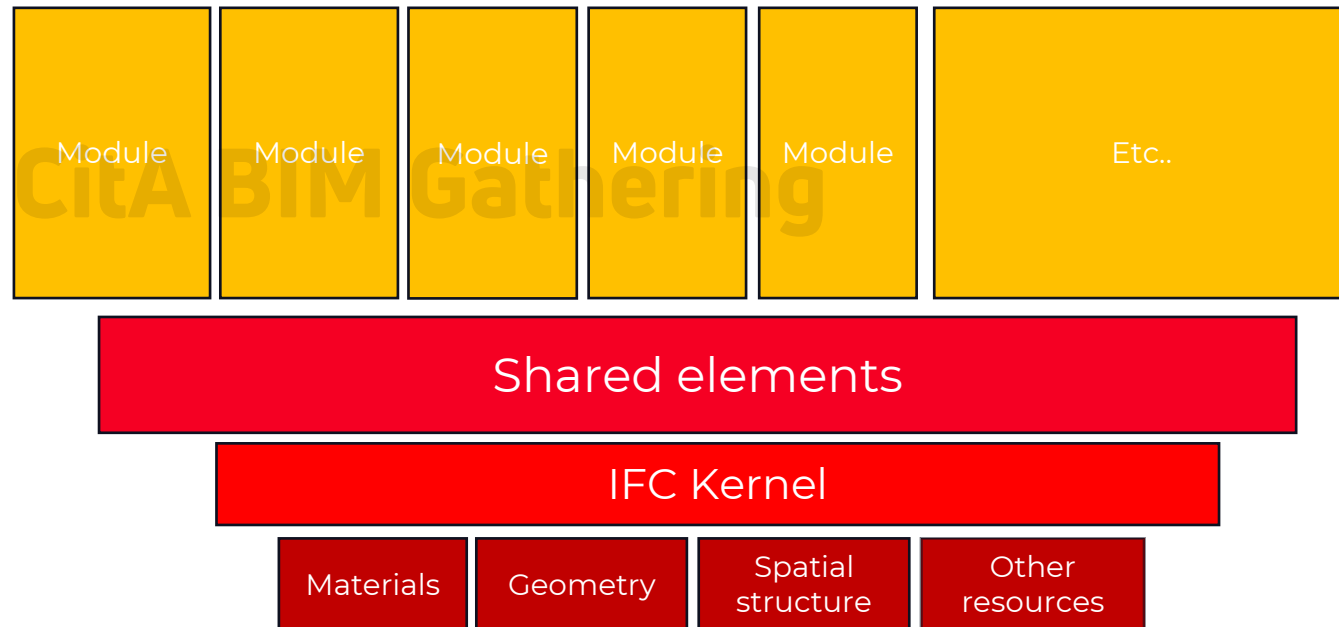 Module
Module
Module
Module
Module
Etc..
CitA BIM Gathering
Shared elements
IFC Kernel
Materials
Geometry
Spatial
structure
Other
resources